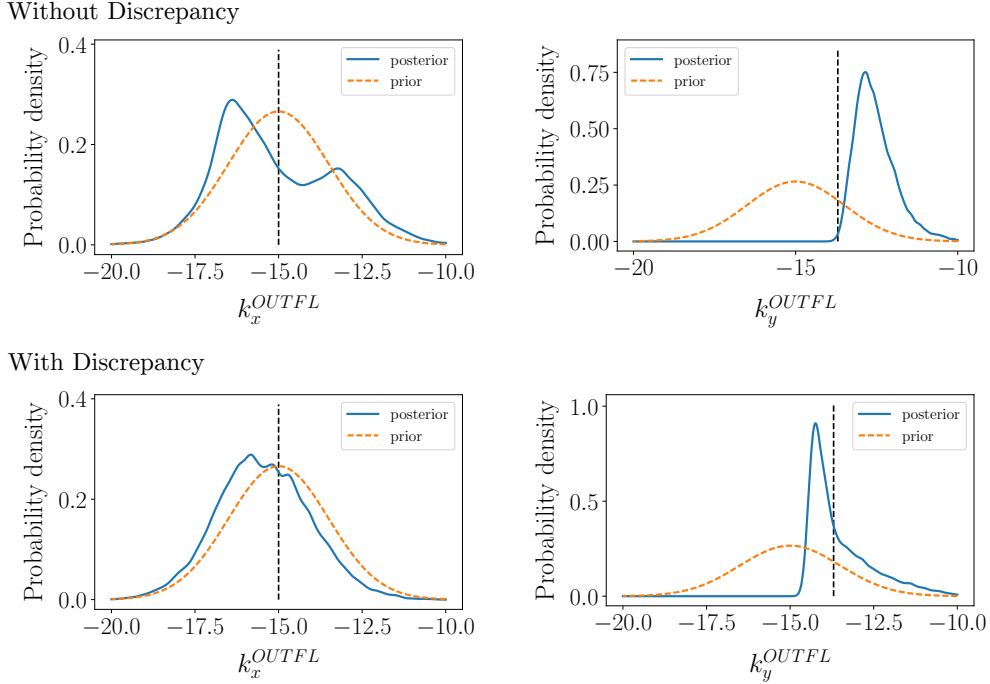 Without Discrepancy
0.4
0.2
0.0
Probability density
posterior
prior
−20.0 −17.5 −15.0 −12.5 −10.0
k_x^{OUTFL}
0.75
0.50
0.25
0.00
Probability density
posterior
prior
−20 −15 −10
k_y^{OUTFL}
With Discrepancy
0.4
0.2
0.0
Probability density
posterior
prior
−20.0 −17.5 −15.0 −12.5 −10.0
k_x^{OUTFL}
1.0
0.5
0.0
Probability density
posterior
prior
−20.0 −17.5 −15.0 −12.5 −10.0
k_y^{OUTFL}